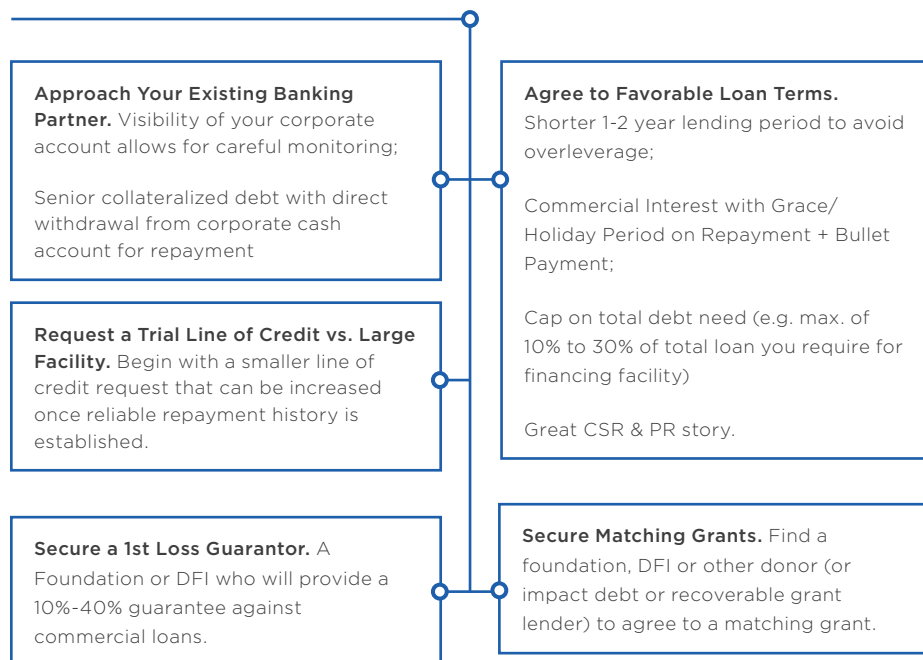 Approach Your Existing Banking
Partner. Visibility of your corporate
account allows for careful monitoring;
Senior collateralized debt with direct
withdrawal from corporate cash
account for repayment
Agree to Favorable Loan Terms.
Shorter 1-2 year lending period to avoid
overleverage;
Commercial Interest with Grace/
Holiday Period on Repayment + Bullet
Payment;
Cap on total debt need (e.g. max. of
10% to 30% of total loan you require for
financing facility)
Great CSR & PR story.
Request a Trial Line of Credit vs. Large
Facility. Begin with a smaller line of
credit request that can be increased
once reliable repayment history is
established.
Secure a 1st Loss Guarantor. A
Foundation or DFI who will provide a
10%-40% guarantee against
commercial loans.
Secure Matching Grants. Find a
foundation, DFI or other donor (or
impact debt or recoverable grant
lender) to agree to a matching grant.